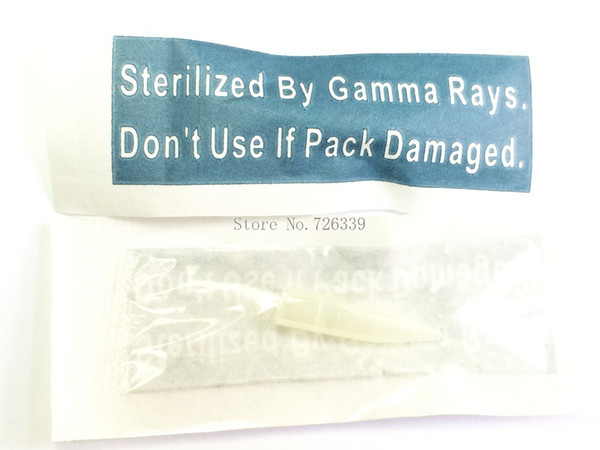 Sterilized By Gamma Rays.
Don't Use If Pack Damaged.
Store No.726339